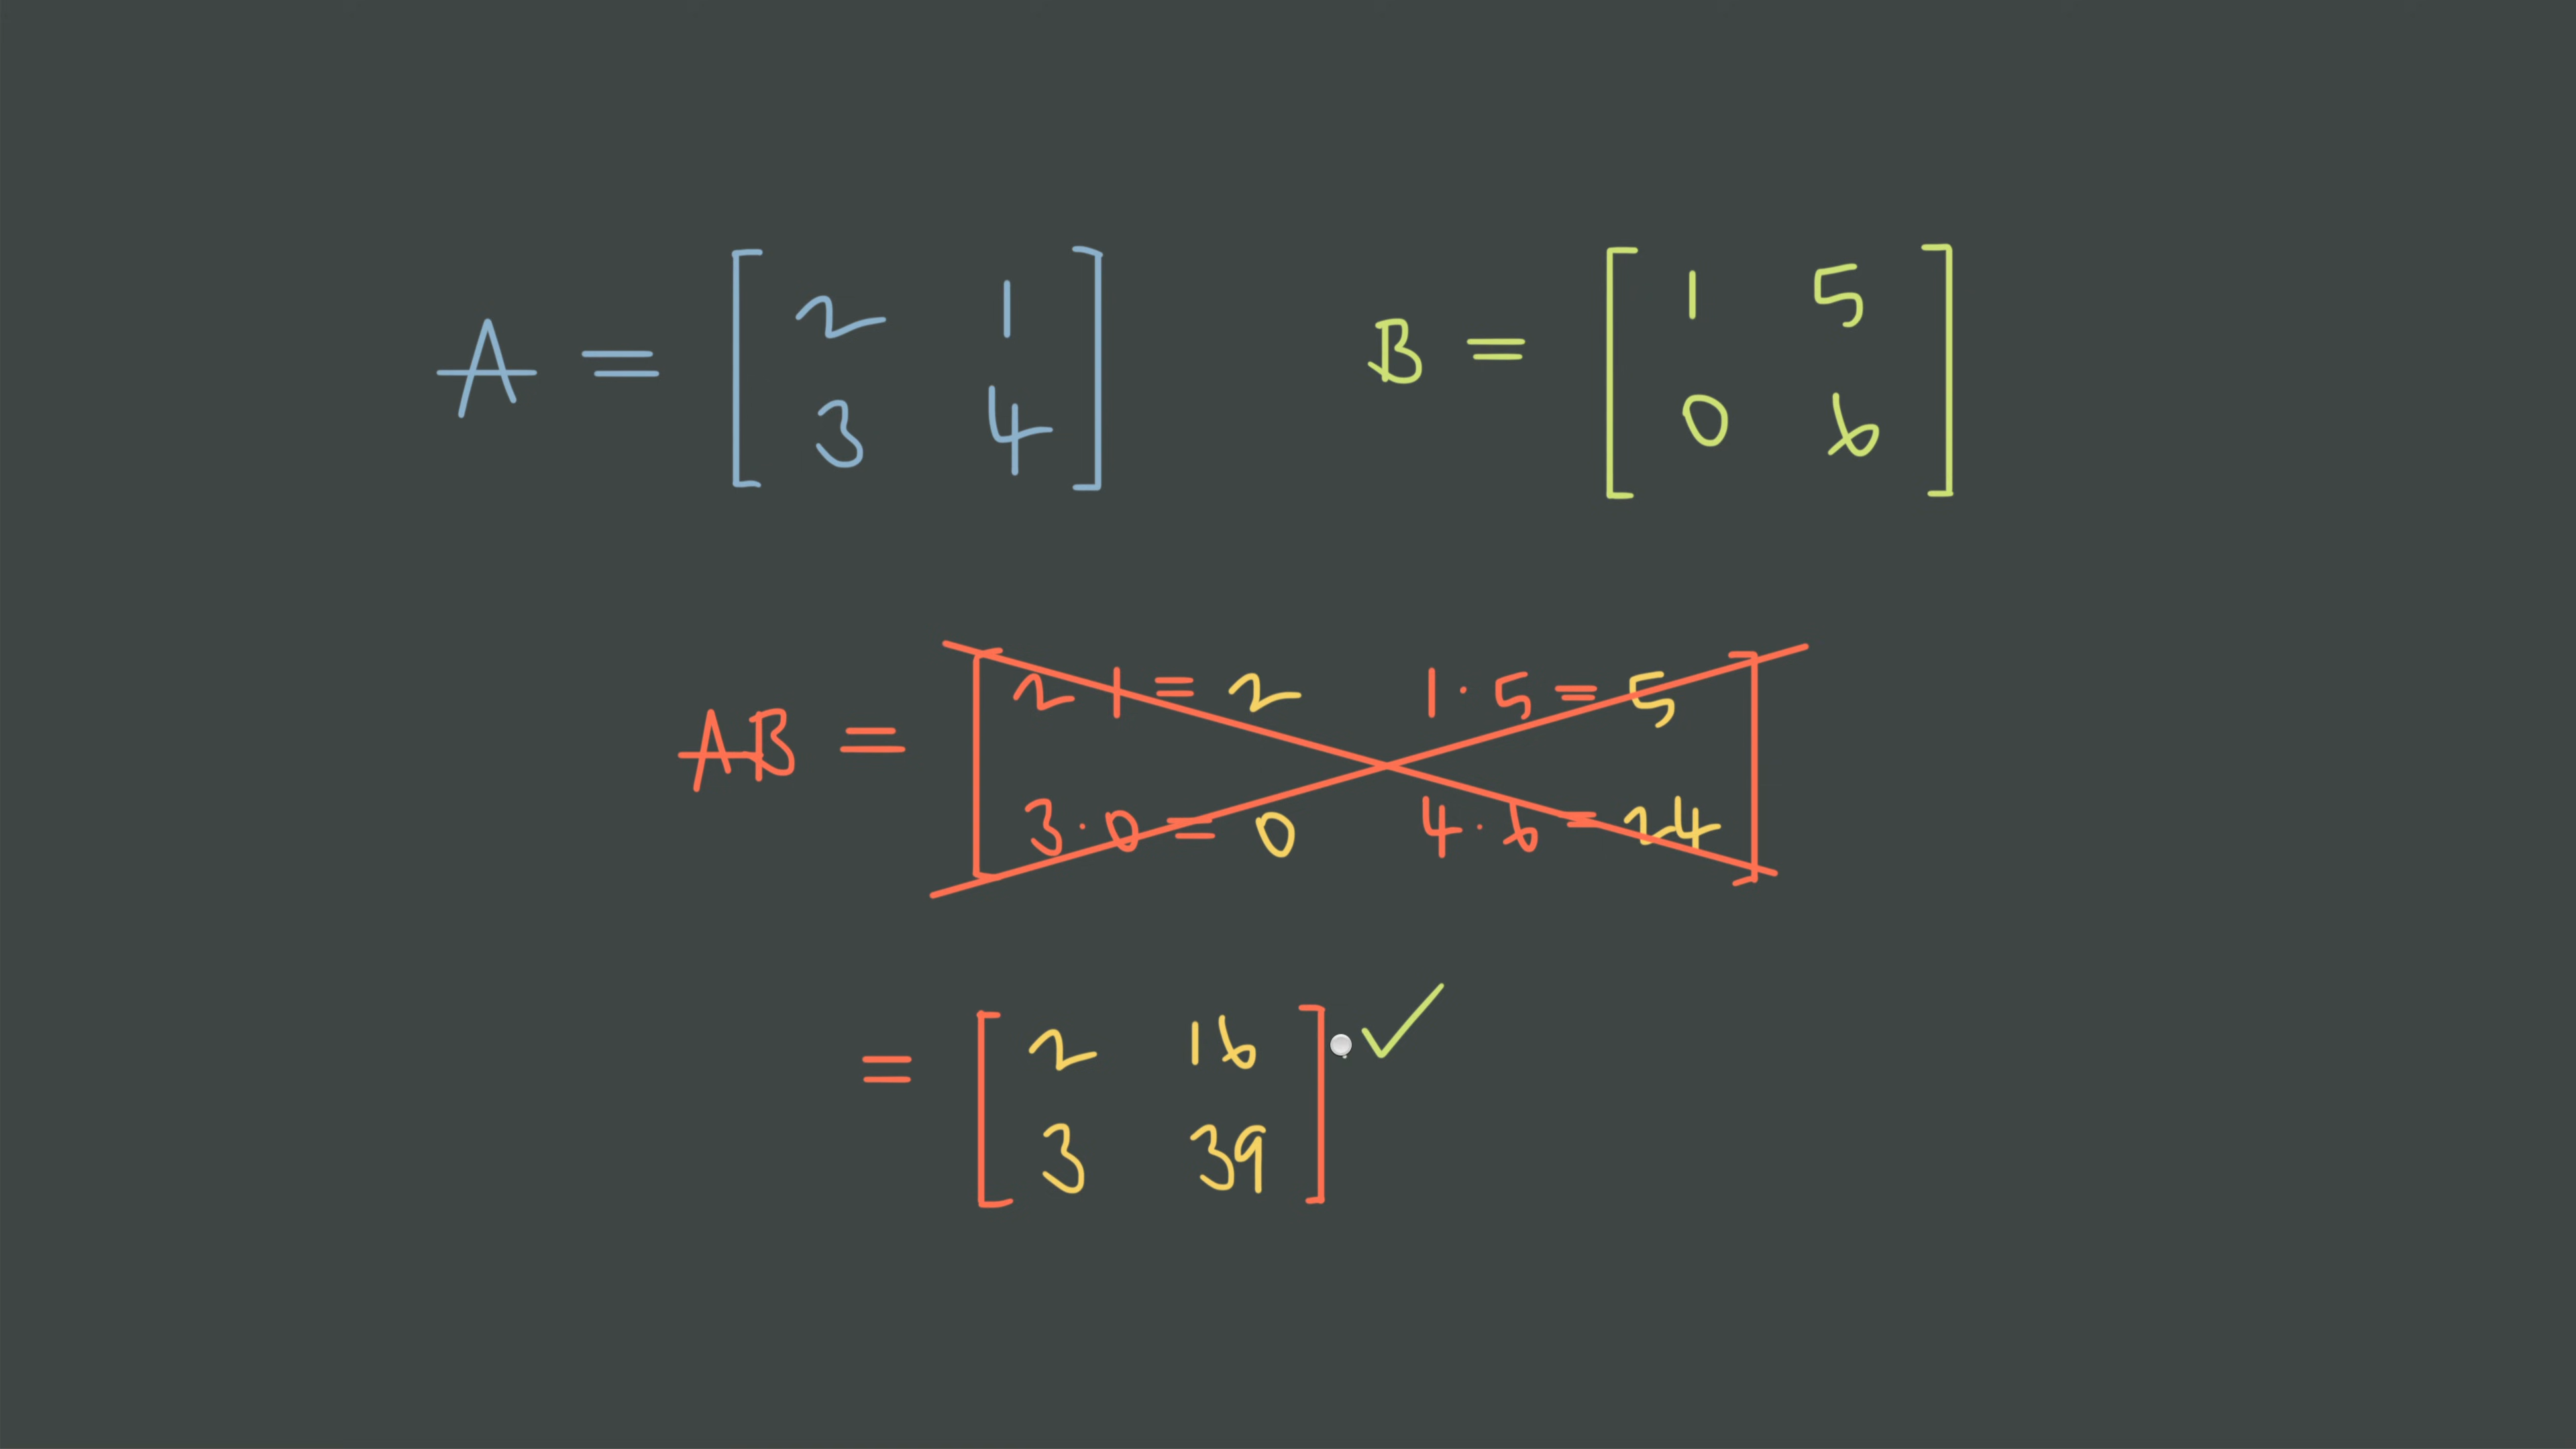 A = [ 2 1
3 4 ]
B = [ 1 5
0 6 ]
AB = [ 2 1 = 2 1 · 5 = 5
3 · 0 = 0 4 · 6 = 24 ]
= [ 2 16
3 39 ] ✓